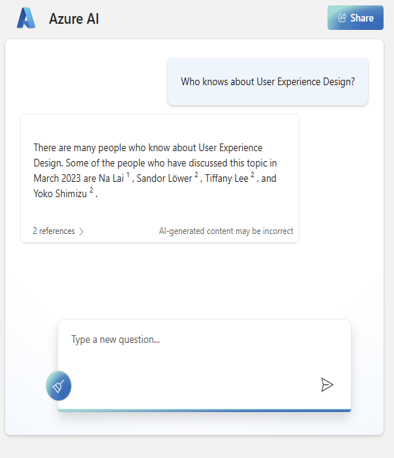 Azure AI
Share
Who knows about User Experience Design?
There are many people who know about User Experience
Design. Some of the people who have discussed this topic in
March 2023 are Na Lai 1 , Sandor Löwer 2 , Tiffany Lee 2 , and
Yoko Shimizu 2 .
2 references
AI-generated content may be incorrect
Type a new question...